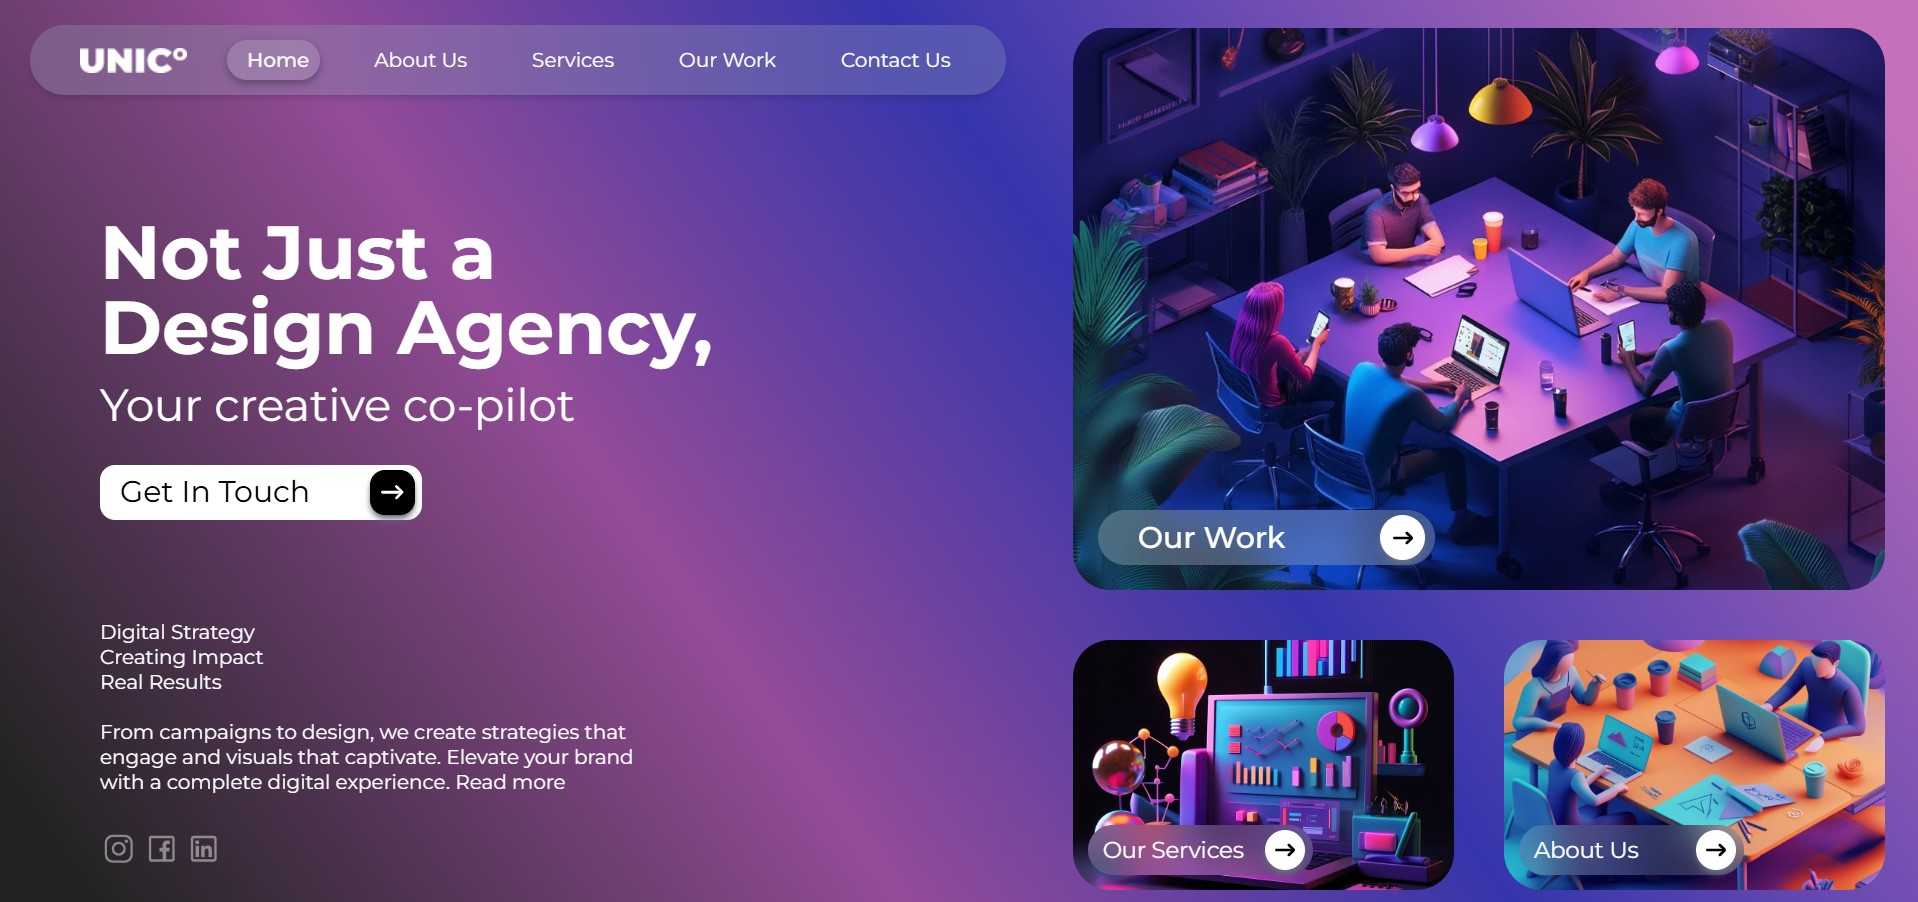 UNICO
Home
About Us
Services
Our Work
Contact Us
Not Just a
Design Agency,
Your creative co-pilot
Get In Touch
Digital Strategy
Creating Impact
Real Results
From campaigns to design, we create strategies that
engage and visuals that captivate. Elevate your brand
with a complete digital experience. Read more
Our Work
Our Services
About Us